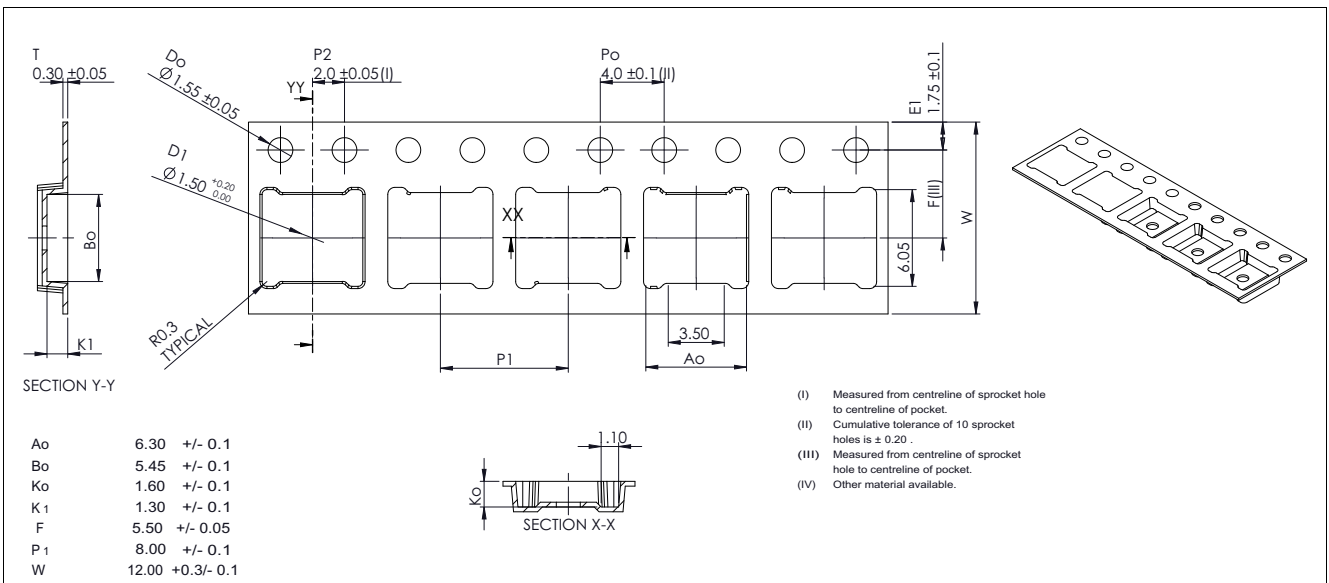 T
0.30 ±0.05
Do
Ø1.55 ±0.05
P2
2.0 ±0.05(I)
YY
Po
4.0 ±0.1(II)
E1
1.75 ±0.1
D1
Ø1.50 +0.20 0.00
XX
F(III)
W
Bo
6.05
R0.3
TYPICAL
K1
3.50
P1
Ao
SECTION Y-Y
Ao 6.30 +/- 0.1
Bo 5.45 +/- 0.1
Ko 1.60 +/- 0.1
K1 1.30 +/- 0.1
F 5.50 +/- 0.05
P1 8.00 +/- 0.1
W 12.00 +0.3/- 0.1
1.10
Ko
SECTION X-X
(I) Measured from centreline of sprocket hole
to centreline of pocket.
(II) Cumulative tolerance of 10 sprocket
holes is ± 0.20 .
(III) Measured from centreline of sprocket
hole to centreline of pocket.
(IV) Other material available.